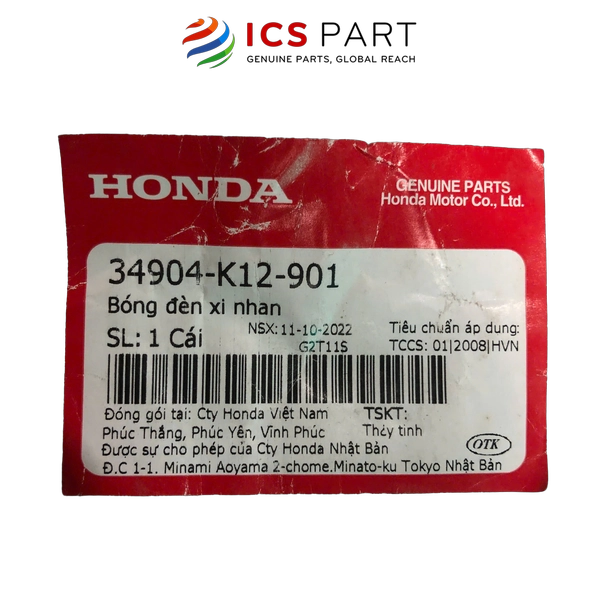 ICS PART
GENUINE PARTS, GLOBAL REACH
HONDA
GENUINE PARTS
Honda Motor Co., Ltd.
34904-K12-901
Bóng đèn xi nhan
SL: 1 Cái
NSX: 11-10-2022
G2T11S
Tiêu chuẩn áp dụng:
TCCS: 01|2008|HVN
Đóng gói tại: Cty Honda Việt Nam
Phúc Thắng, Phúc Yên, Vĩnh Phúc
TSKT:
Thủy tinh
Được sự cho phép của Cty Honda Nhật Bản
Đ.C 1-1. Minami Aoyama 2-chome.Minato-ku Tokyo Nhật Bản
OTK